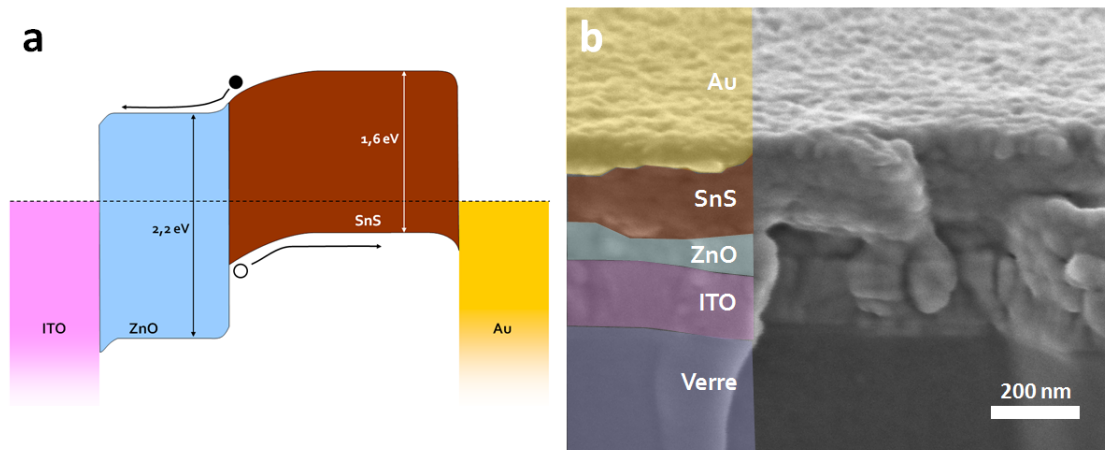 a
1,6 eV
2,2 eV
SnS
ITO
ZnO
Au
b
Au
SnS
ZnO
ITO
Verre
200 nm